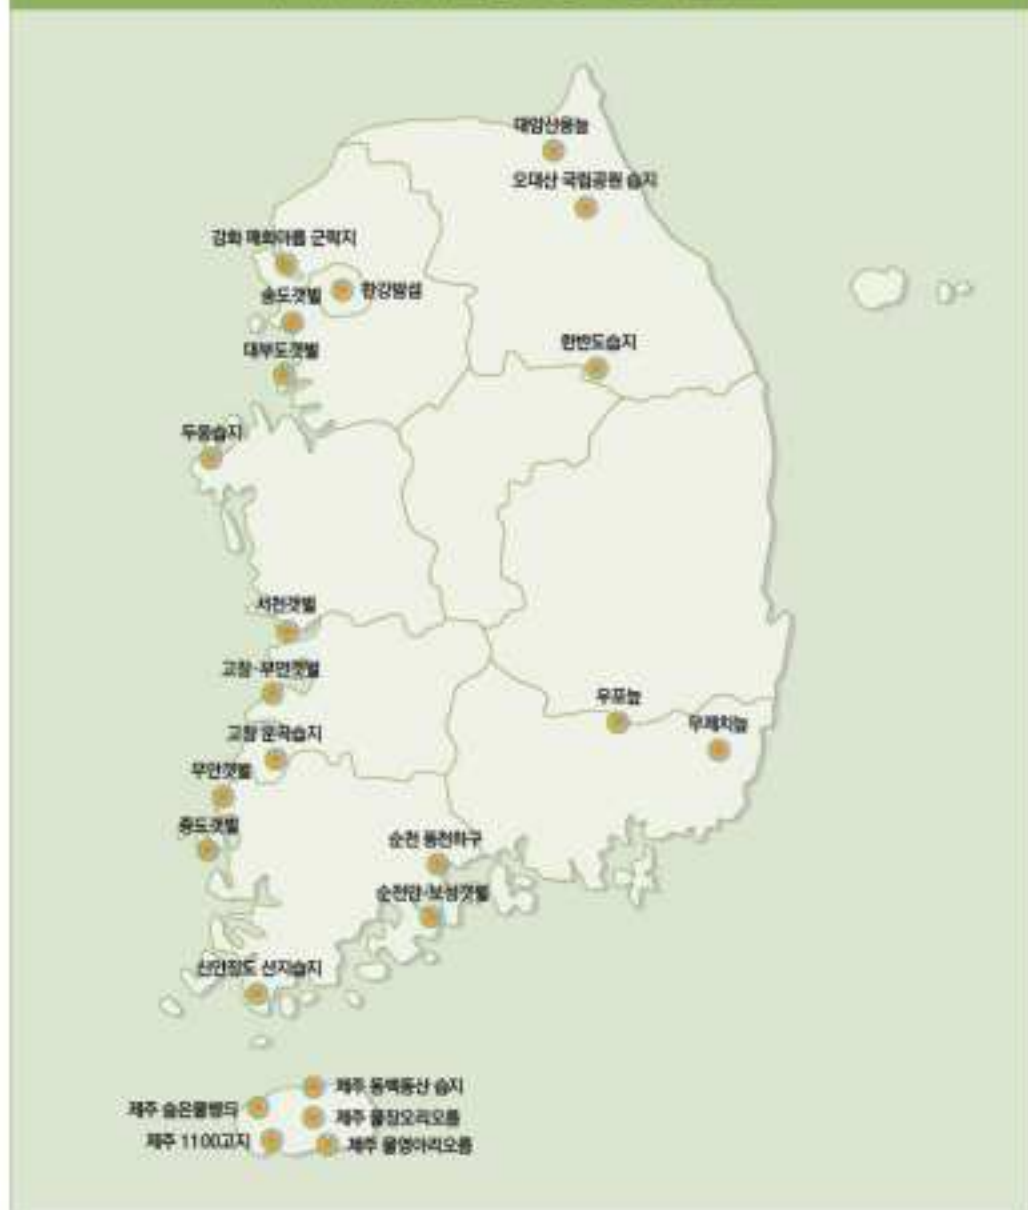 대암산용늪
오대산 국립공원 습지
강화 매화마름 군락지
한강밤섬
송도갯벌
한반도습지
대부도갯벌
두웅습지
서천갯벌
고창·부안갯벌
우포늪
무제치늪
고창 운곡습지
무안갯벌
증도갯벌
순천 동천하구
순천만·보성갯벌
신안장도 산지습지
제주 동백동산 습지
제주 숨은물뱅듸
제주 물장오리오름
제주 1100고지
제주 물영아리오름